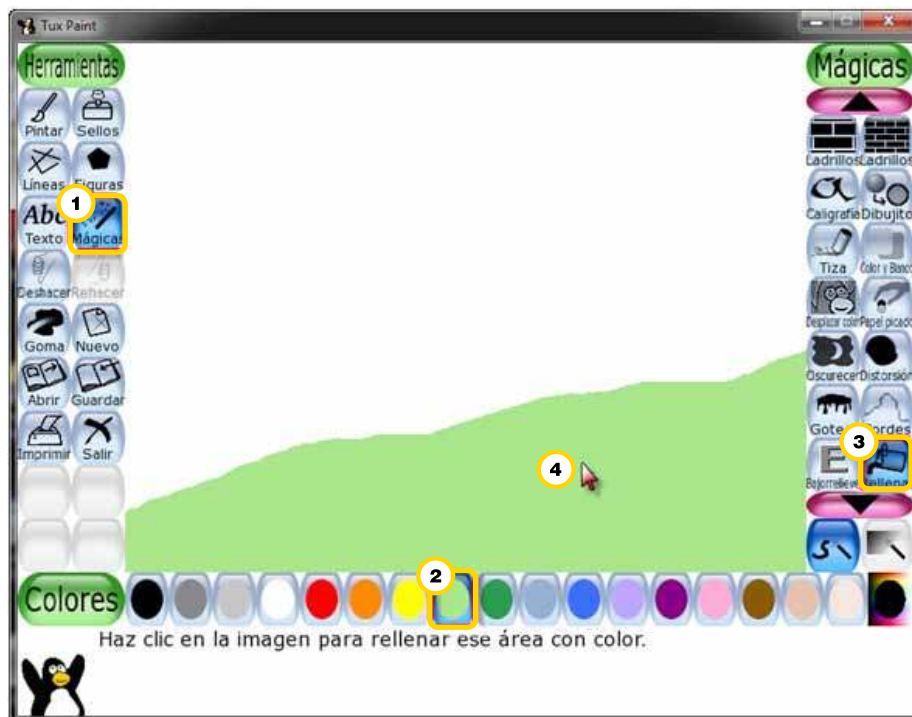 Tux Paint
Herramientas
Mágicas
Pintar Sellos
Líneas Figuras
1
Abc
Texto Mágicas
Deshacer Rehacer
Goma Nuevo
Abrir Guardar
Imprimir Salir
Ladrillos Ladrillos
Caligrafía Dibujito
Tiza Color y Blanco
Desplazar color Papel picado
Oscurecer Distorsión
Goteo Bordes
3
Bajorrelieve Rellenar
4
2
Colores
Haz clic en la imagen para rellenar ese área con color.